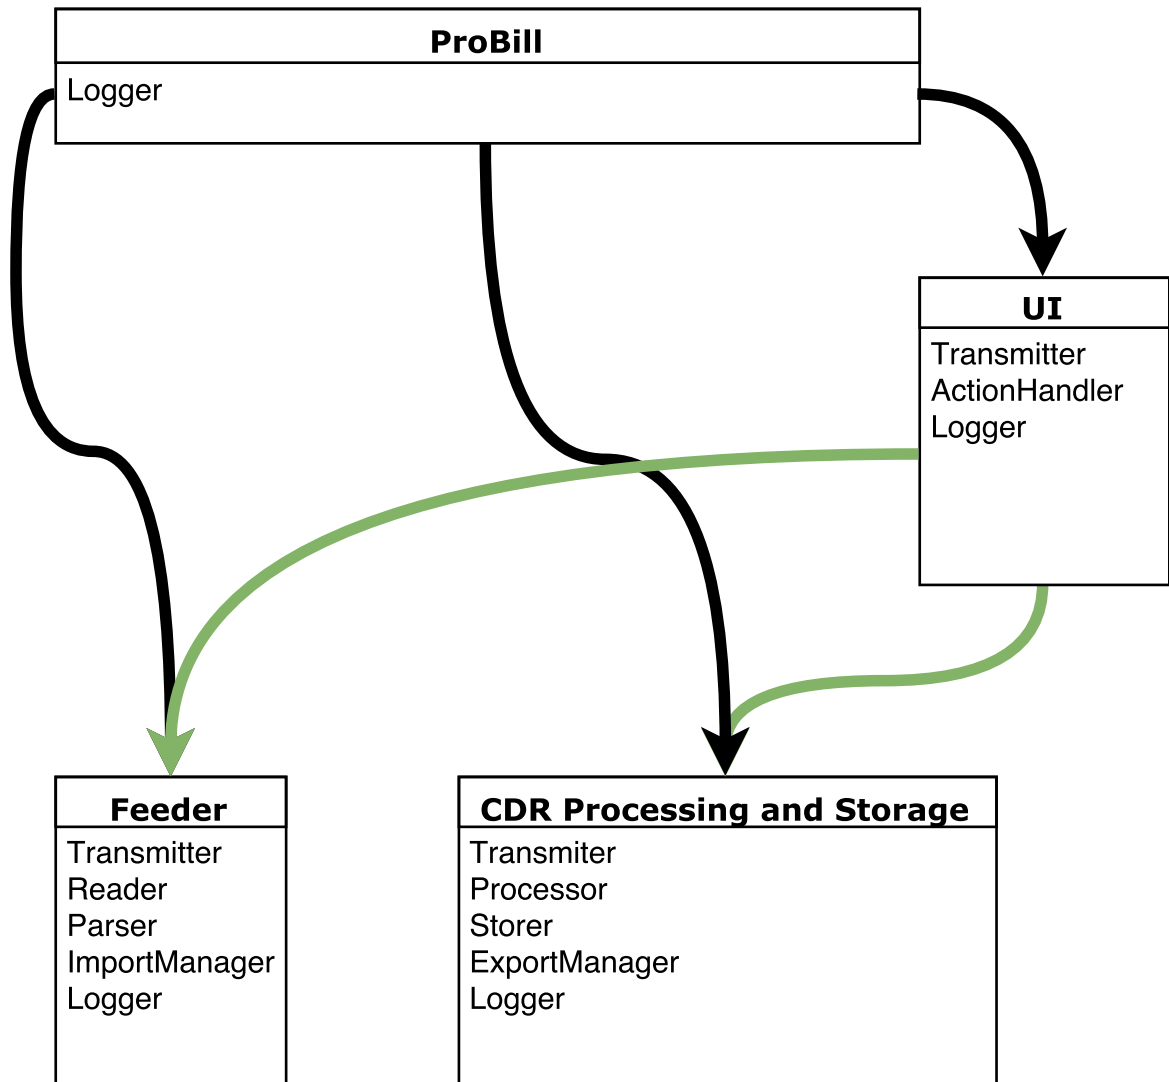 ProBill
Logger
UI
Transmitter
ActionHandler
Logger
Feeder
Transmitter
Reader
Parser
ImportManager
Logger
CDR Processing and Storage
Transmiter
Processor
Storer
ExportManager
Logger